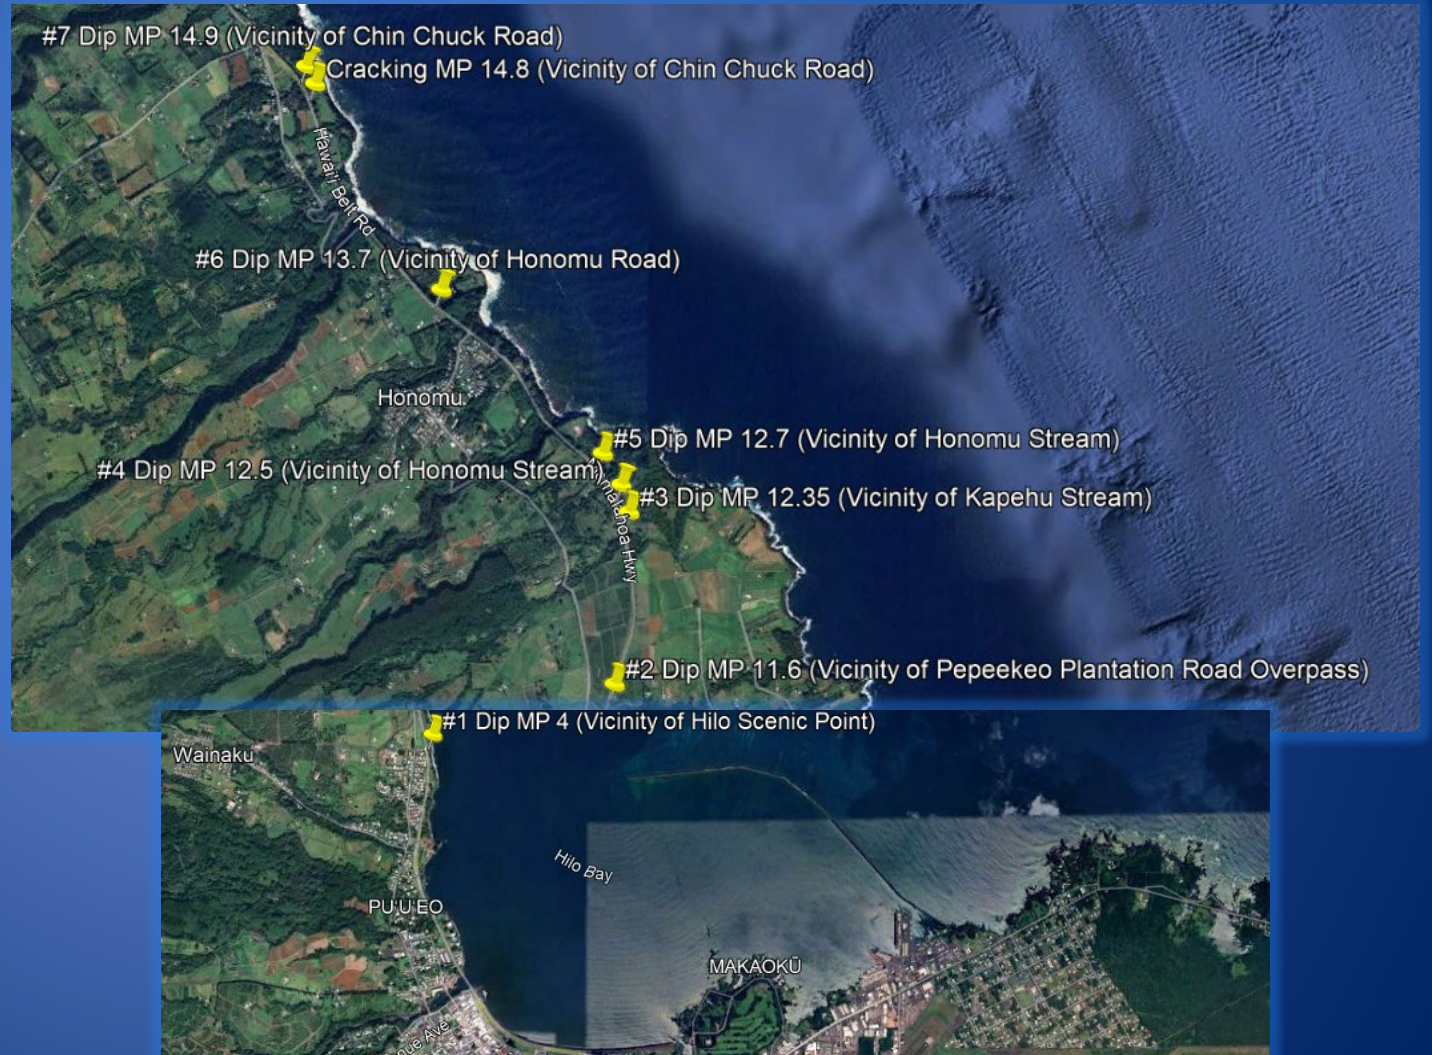 #7 Dip MP 14.9 (Vicinity of Chin Chuck Road)
Cracking MP 14.8 (Vicinity of Chin Chuck Road)
Hawai'i Belt Rd
#6 Dip MP 13.7 (Vicinity of Honomu Road)
Honomu
#5 Dip MP 12.7 (Vicinity of Honomu Stream)
#4 Dip MP 12.5 (Vicinity of Honomu Stream)
#3 Dip MP 12.35 (Vicinity of Kapehu Stream)
Hwy
#2 Dip MP 11.6 (Vicinity of Pepeekeo Plantation Road Overpass)
#1 Dip MP 4 (Vicinity of Hilo Scenic Point)
Wainaku
Hilo Bay
PU'U'EO
MAKAOKŪ
Ave